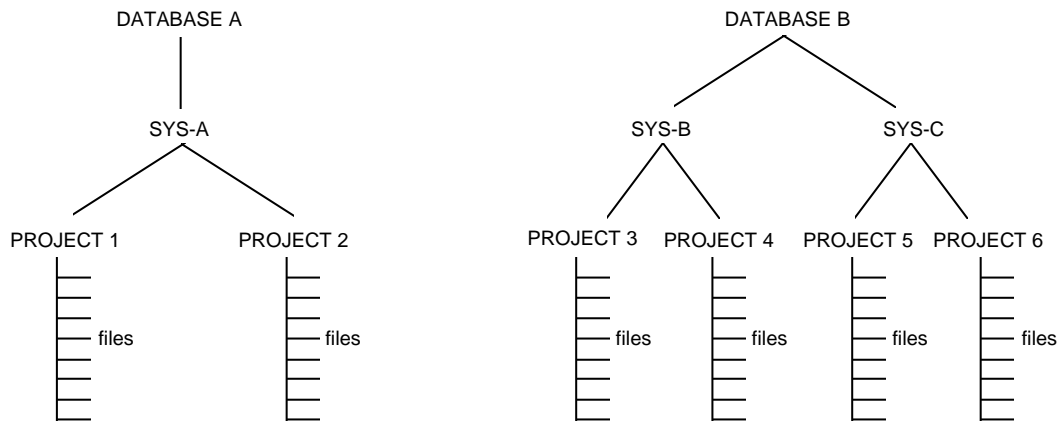 DATABASE A DATABASE B
SYS-A SYS-B SYS-C
PROJECT 1 PROJECT 2 PROJECT 3 PROJECT 4 PROJECT 5 PROJECT 6
files files files files files files